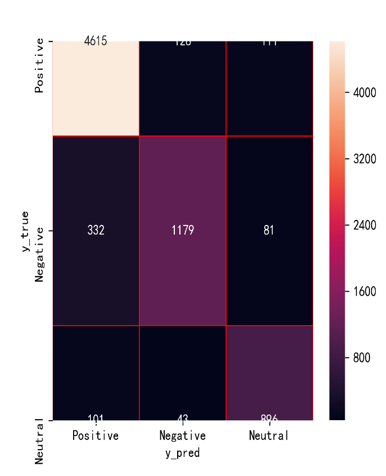 4615
332 1179 81
101 43 896
Positive
Negative
Neutral
y_true
Positive Negative Neutral
y_pred
4000
3200
2400
1600
800